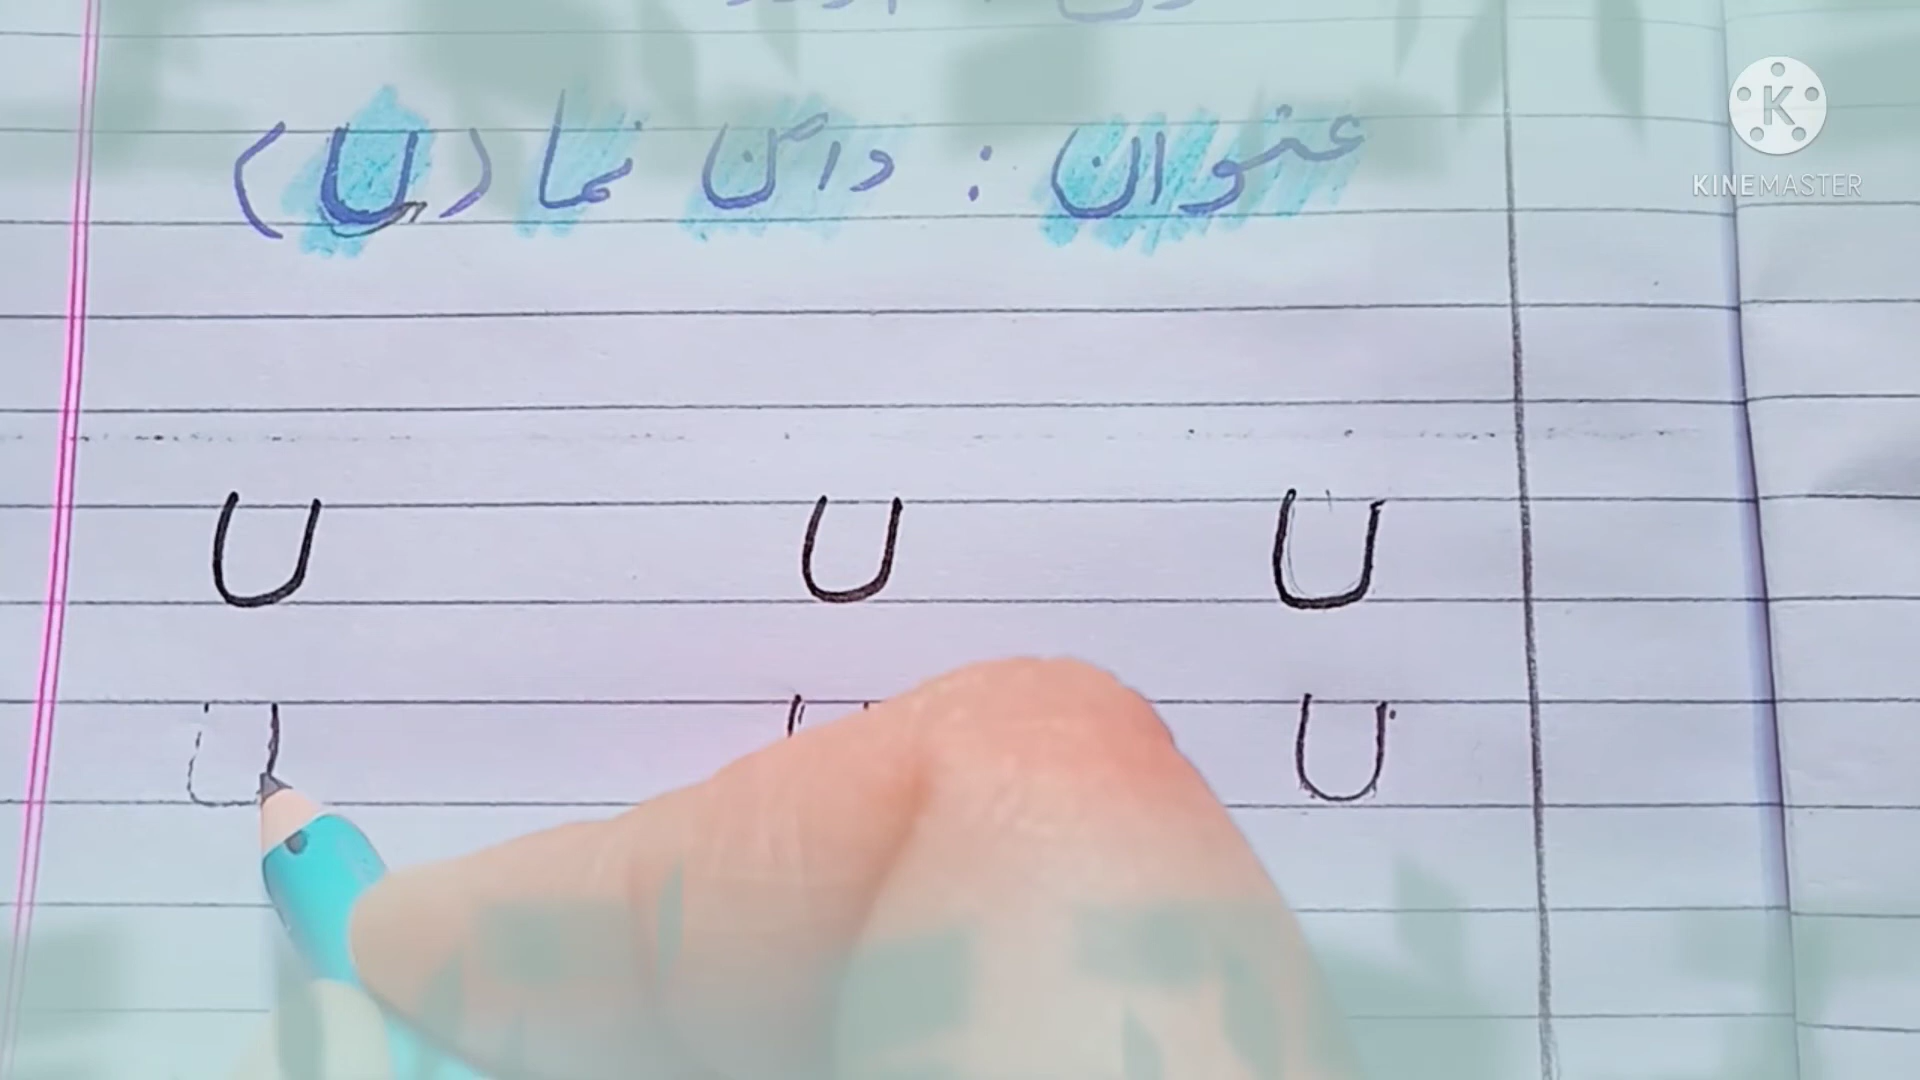 عنوان : دامن نما (ں)
KINEMASTER
ں ں ں
ں